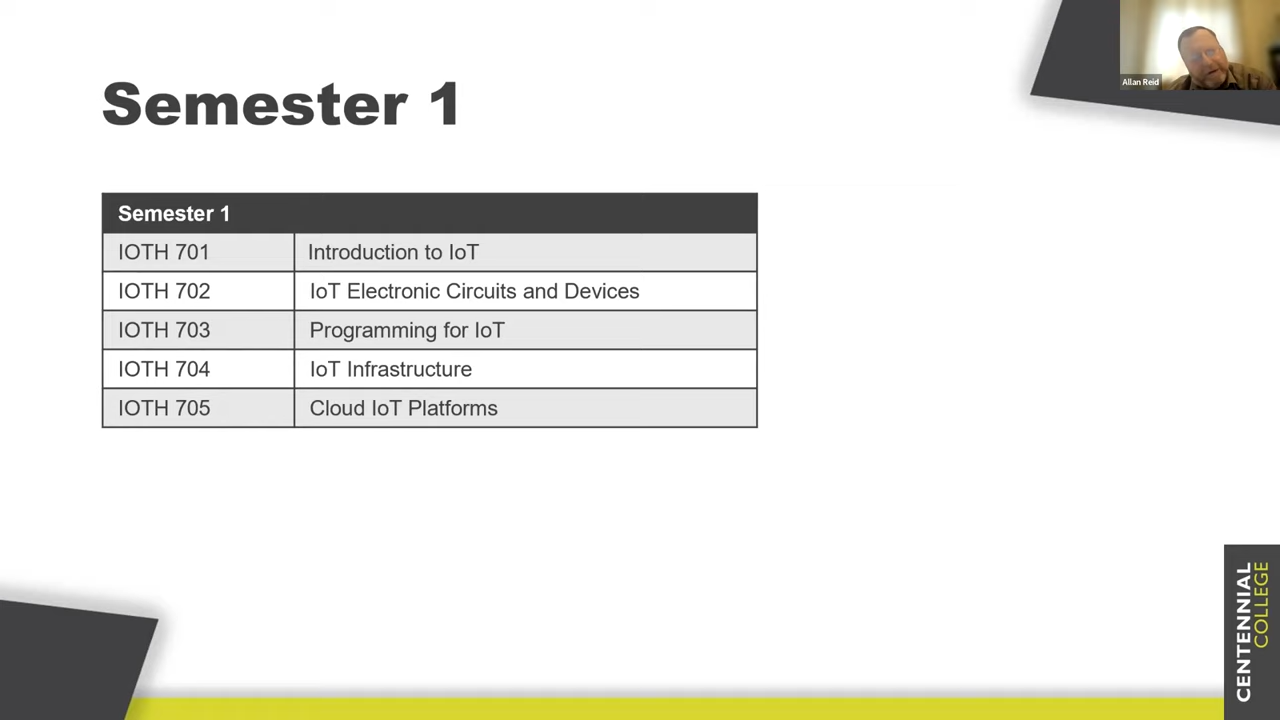 Allan Reid
Semester 1
Semester 1
IOTH 701 Introduction to IoT
IOTH 702 IoT Electronic Circuits and Devices
IOTH 703 Programming for IoT
IOTH 704 IoT Infrastructure
IOTH 705 Cloud IoT Platforms
CENTENNIAL
COLLEGE